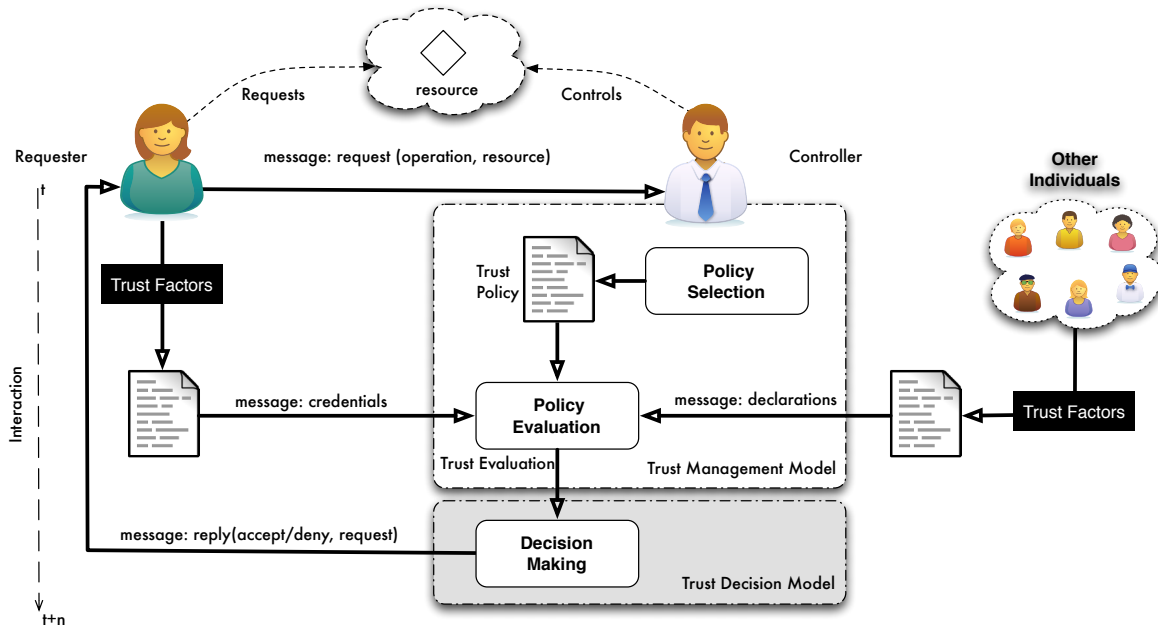 resource
Requests
Controls
Requester
message: request (operation, resource)
Controller
Other
Individuals
t
Trust Factors
Trust
Policy
Policy
Selection
Interaction
message: credentials
Policy
Evaluation
message: declarations
Trust Factors
Trust Evaluation
Trust Management Model
message: reply(accept/deny, request)
Decision
Making
Trust Decision Model
t+n